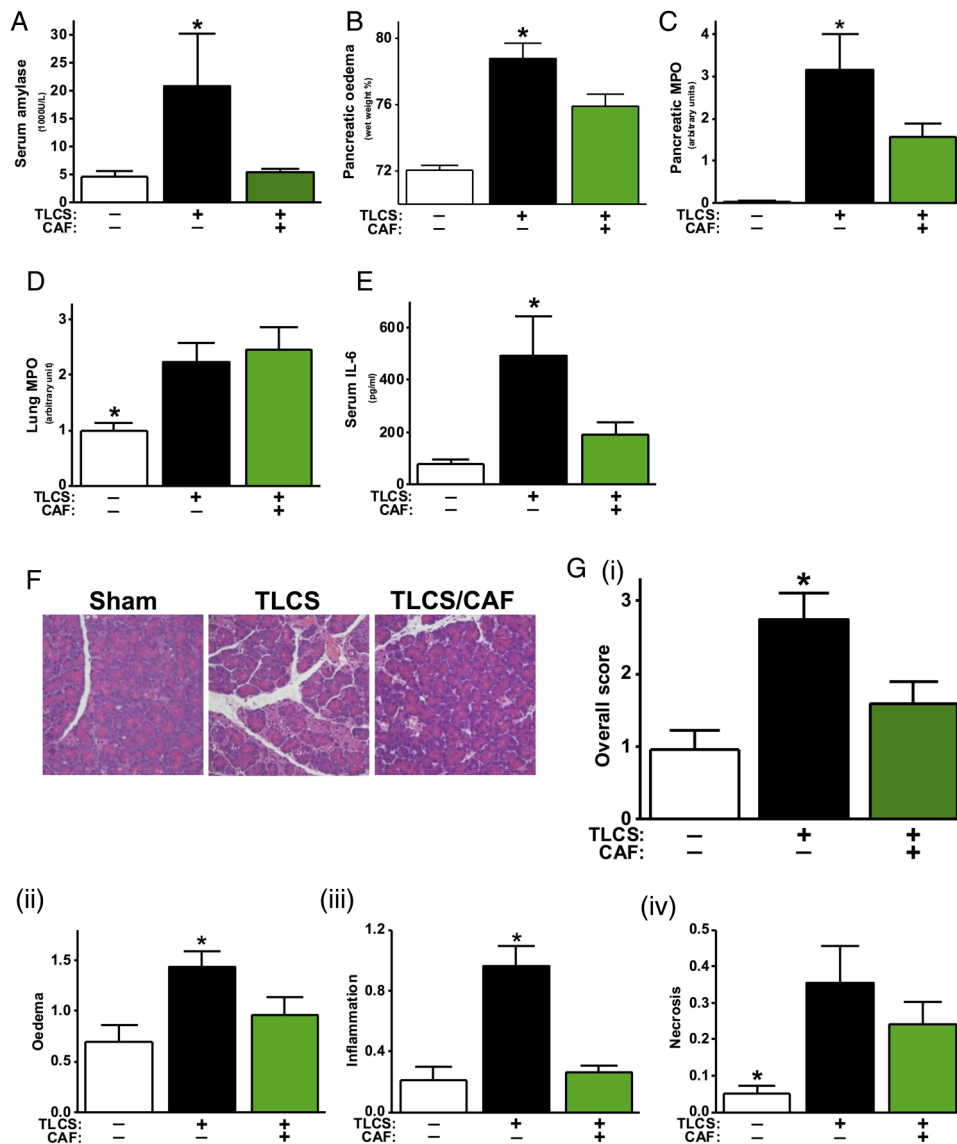 A
Serum amylase
(1000U/L)
30
25
20
15
10
5
0
*
TLCS: – + +
CAF: – – +
B
Pancreatic oedema
(wet weight %)
80
76
72
*
TLCS: – + +
CAF: – – +
C
Pancreatic MPO
(arbitrary units)
4
3
2
1
0
*
TLCS: – + +
CAF: – – +
D
Lung MPO
(arbitrary unit)
3
2
1
0
*
TLCS: – + +
CAF: – – +
E
Serum IL-6
(pg/ml)
600
400
200
0
*
TLCS: – + +
CAF: – – +
F
Sham TLCS TLCS/CAF
G (i)
Overall score
3
2
1
0
*
TLCS: – + +
CAF: – – +
(ii)
Oedema
1.5
1.0
0.5
0.0
*
TLCS: – + +
CAF: – – +
(iii)
Inflammation
1.2
0.8
0.4
0.0
*
TLCS: – + +
CAF: – – +
(iv)
Necrosis
0.5
0.4
0.3
0.2
0.1
0.0
*
TLCS: – + +
CAF: – – +